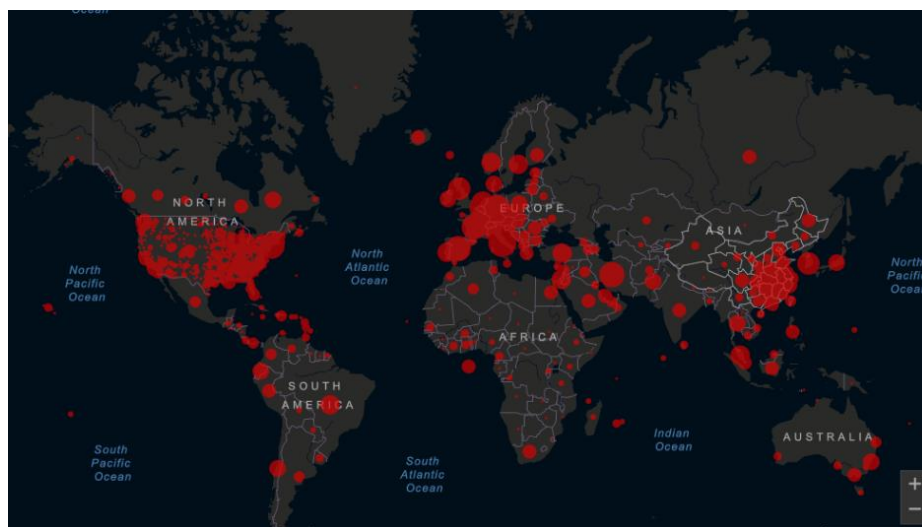 Ocean
NORTH
AMERICA
EUROPE
ASIA
North
Pacific
Ocean
North
Atlantic
Ocean
North
Pacific
Ocean
AFRICA
SOUTH
AMERICA
South
Pacific
Ocean
South
Atlantic
Ocean
Indian
Ocean
AUSTRALIA
+
−